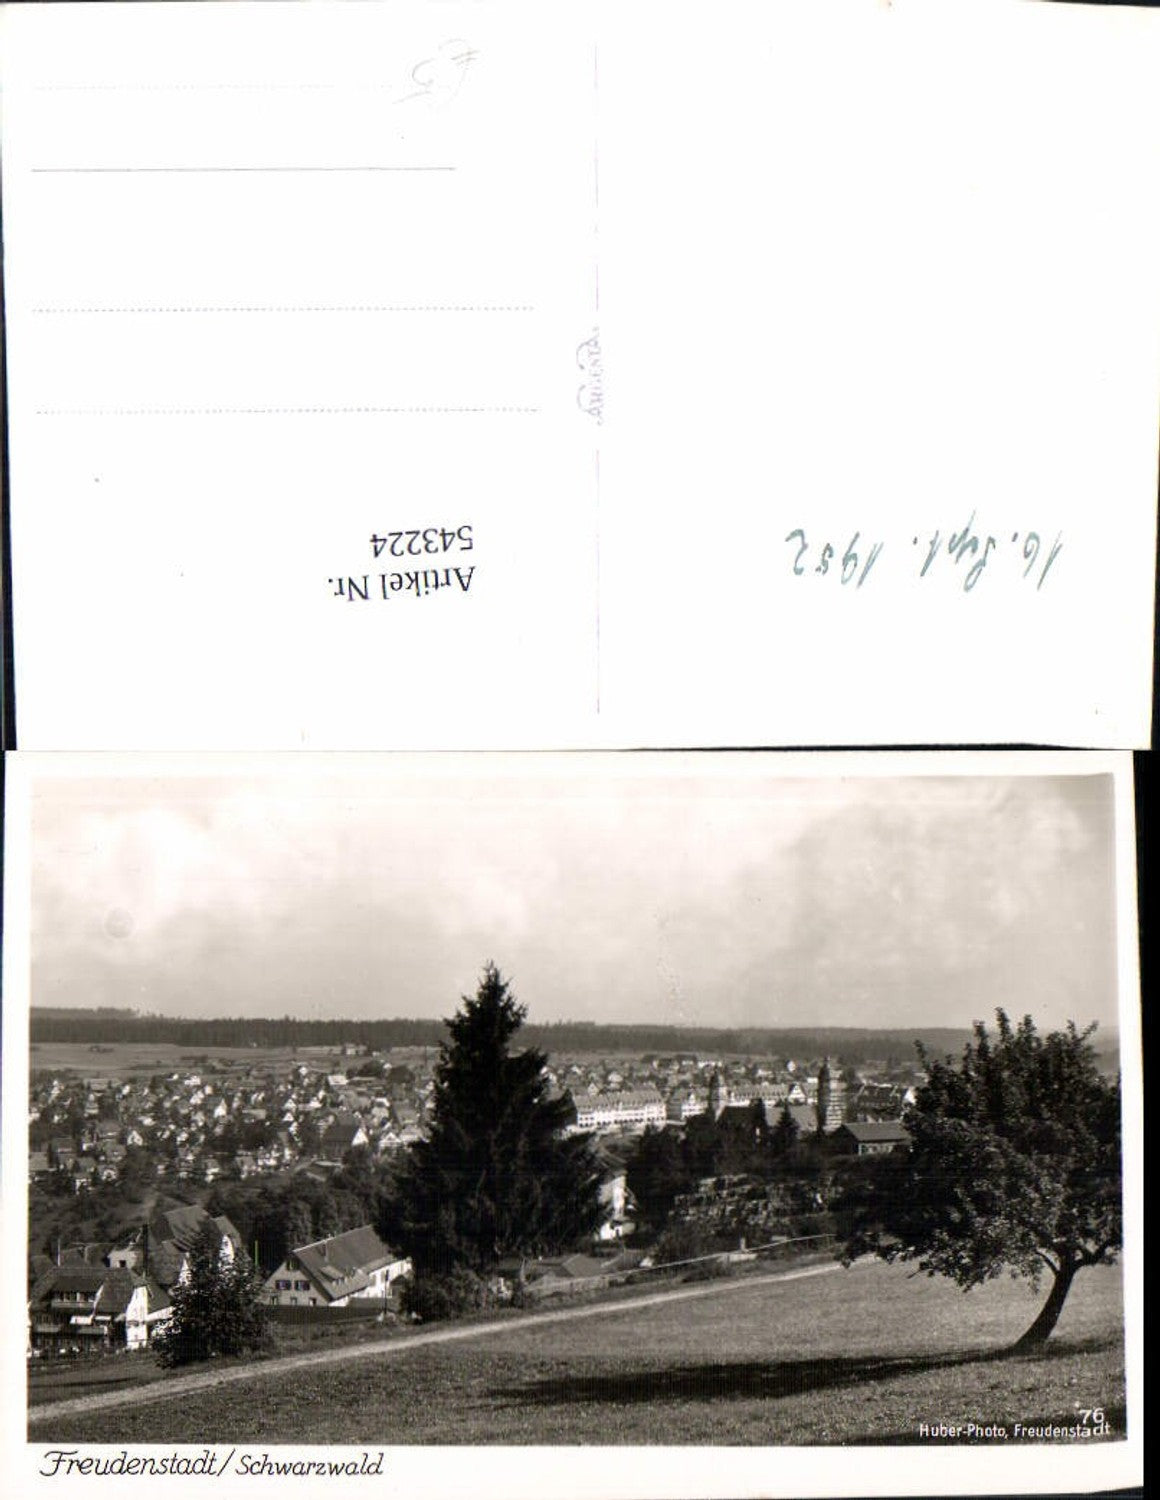 Artikel Nr.
543224
16. Sept. 1952
76
Huber-Photo, Freudenstadt
Freudenstadt/Schwarzwald